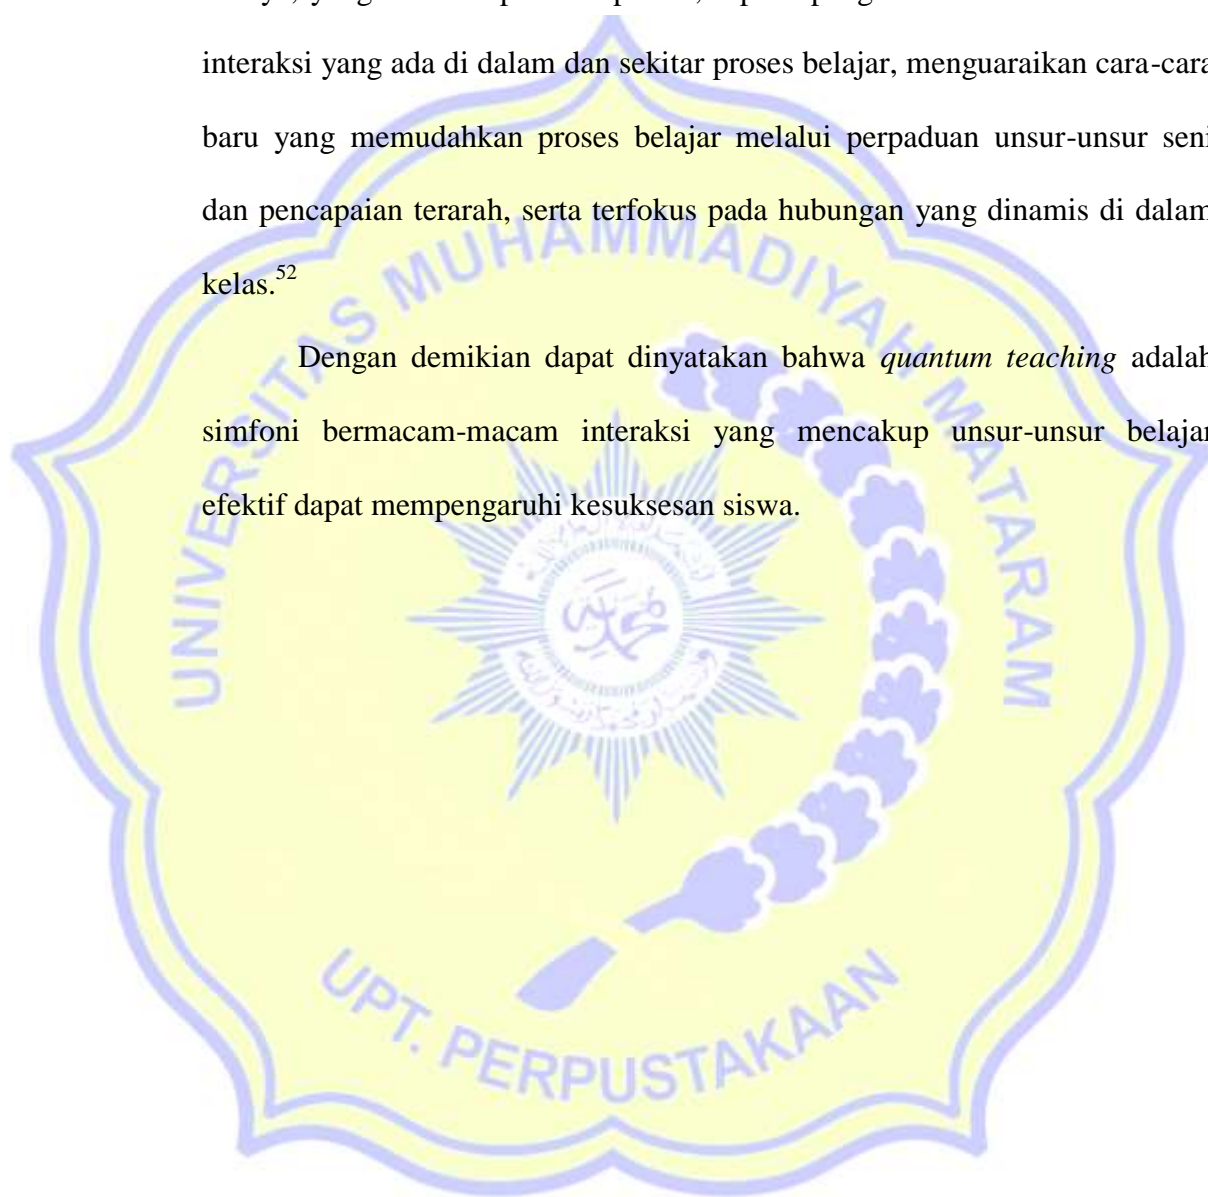 interaksi yang ada di dalam dan sekitar proses belajar, menguaraikan cara-cara
baru yang memudahkan proses belajar melalui perpaduan unsur-unsur seni
dan pencapaian terarah, serta terfokus pada hubungan yang dinamis di dalam
kelas.52
Dengan demikian dapat dinyatakan bahwa quantum teaching adalah
simfoni bermacam-macam interaksi yang mencakup unsur-unsur belajar
efektif dapat mempengaruhi kesuksesan siswa.
UNIVERSITAS MUHAMMADIYAH MATARAM
UPT. PERPUSTAKAAN